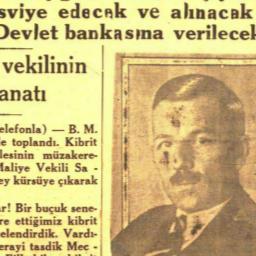 sviye edecek ve alınacak
Devlet bankasına verilecek
vekilinin
anatı
elefonla) — B. M.
e toplandı. Kibrit
lesinin müzakere-
Maliye Vekili Sa -
ey kürsüye çıkarak
ar! Bir buçuk sene-
re ettiğimiz kibrit
elendirdik. Vardı-
erayi tasdik Mec -